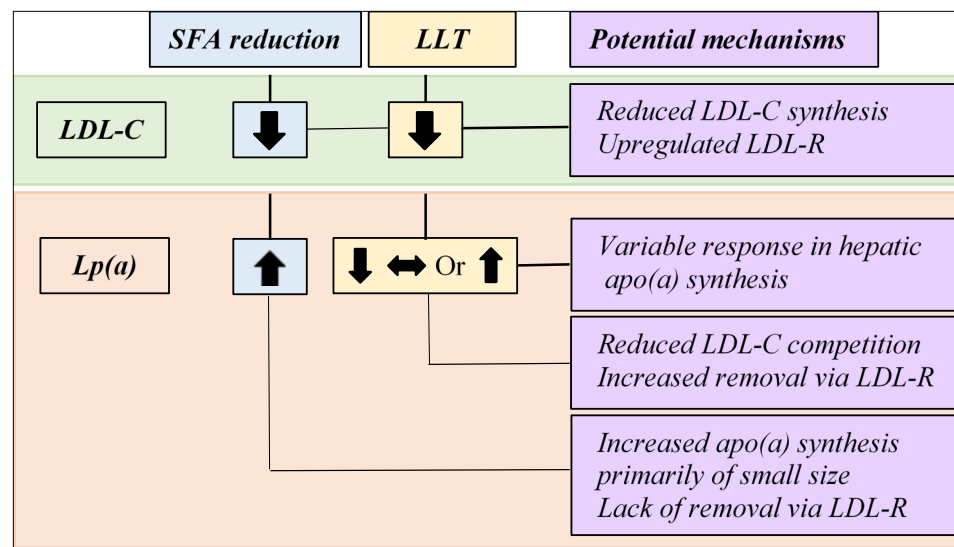 SFA reduction
LLT
Potential mechanisms
LDL-C
Reduced LDL-C synthesis
Upregulated LDL-R
Lp(a)
Or
Variable response in hepatic
apo(a) synthesis
Reduced LDL-C competition
Increased removal via LDL-R
Increased apo(a) synthesis
primarily of small size
Lack of removal via LDL-R